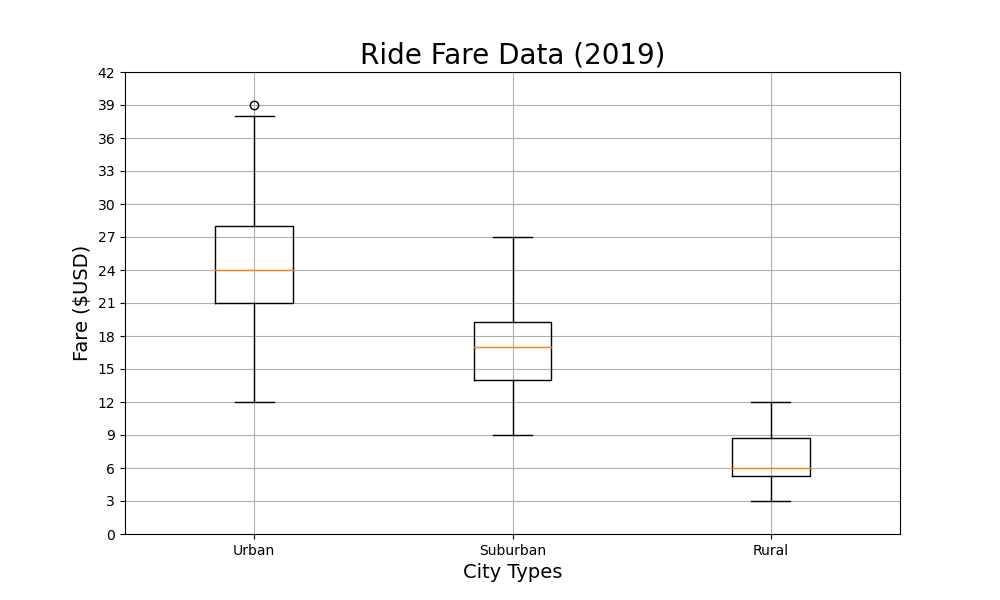 Ride Fare Data (2019)
Fare ($USD)
42
39
36
33
30
27
24
21
18
15
12
9
6
3
0
Urban
Suburban
Rural
City Types